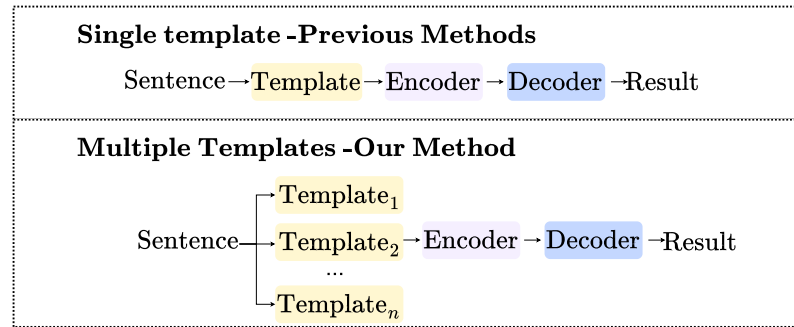 Single template -Previous Methods
Sentence Template Encoder Decoder Result
Multiple Templates -Our Method
Template₁
Sentence Template₂ Encoder Decoder Result
...
Templateₙ